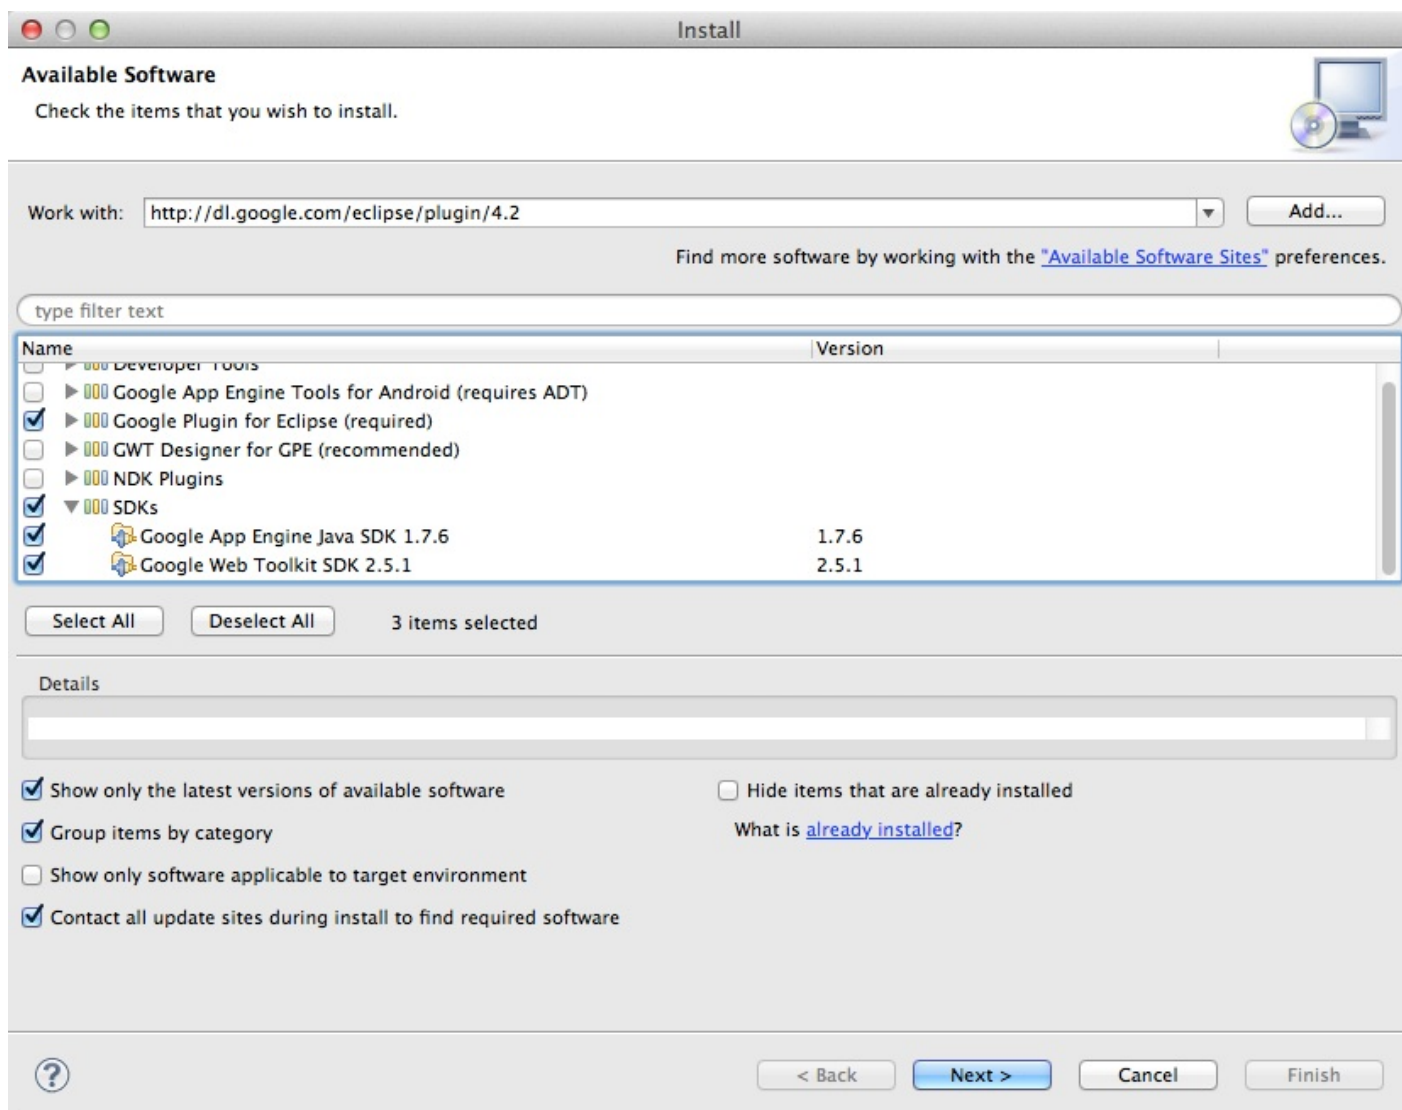 Install
Available Software
Check the items that you wish to install.
Work with: http://dl.google.com/eclipse/plugin/4.2 Add...
Find more software by working with the "Available Software Sites" preferences.
type filter text
Name Version
Developer Tools
Google App Engine Tools for Android (requires ADT)
Google Plugin for Eclipse (required)
GWT Designer for GPE (recommended)
NDK Plugins
SDKs
Google App Engine Java SDK 1.7.6 1.7.6
Google Web Toolkit SDK 2.5.1 2.5.1
Select All Deselect All 3 items selected
Details
Show only the latest versions of available software Hide items that are already installed
Group items by category What is already installed?
Show only software applicable to target environment
Contact all update sites during install to find required software
? < Back Next > Cancel Finish